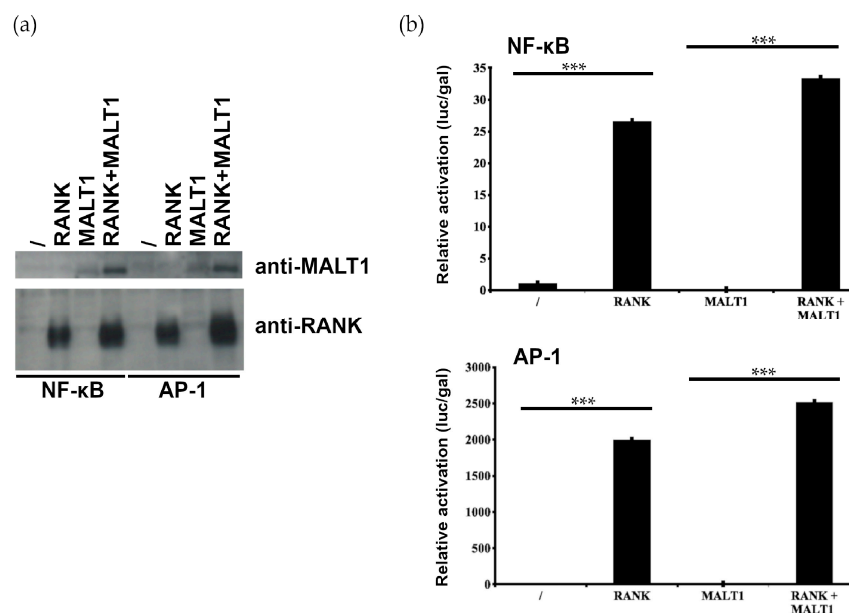 (a)
/
RANK
MALT1
RANK+MALT1
/
RANK
MALT1
RANK+MALT1
anti-MALT1
anti-RANK
NF-κB
AP-1
(b)
NF-κB
***
***
Relative activation (luc/gal)
35
30
25
20
15
10
5
0
/
RANK
MALT1
RANK +
MALT1
AP-1
***
***
Relative activation (luc/gal)
3000
2500
2000
1500
1000
500
0
/
RANK
MALT1
RANK +
MALT1